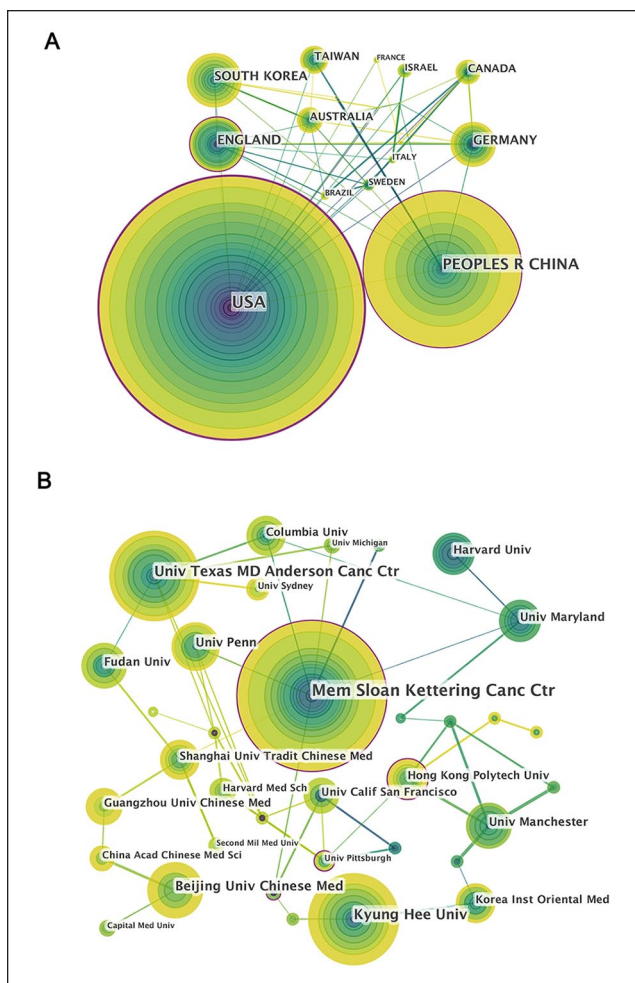 A
TAIWAN
FRANCE
ISRAEL
CANADA
SOUTH KOREA
AUSTRALIA
ENGLAND
GERMANY
ITALY
SWEDEN
BRAZIL
PEOPLES R CHINA
USA
B
Columbia Univ
Univ Michigan
Harvard Univ
Univ Texas MD Anderson Canc Ctr
Univ Sydney
Univ Maryland
Univ Penn
Fudan Univ
Mem Sloan Kettering Canc Ctr
Shanghai Univ Tradit Chinese Med
Hong Kong Polytech Univ
Harvard Med Sch
Univ Calif San Francisco
Guangzhou Univ Chinese Med
Univ Manchester
Second Mil Med Univ
China Acad Chinese Med Sci
Univ Pittsburgh
Beijing Univ Chinese Med
Korea Inst Oriental Med
Kyung Hee Univ
Capital Med Univ